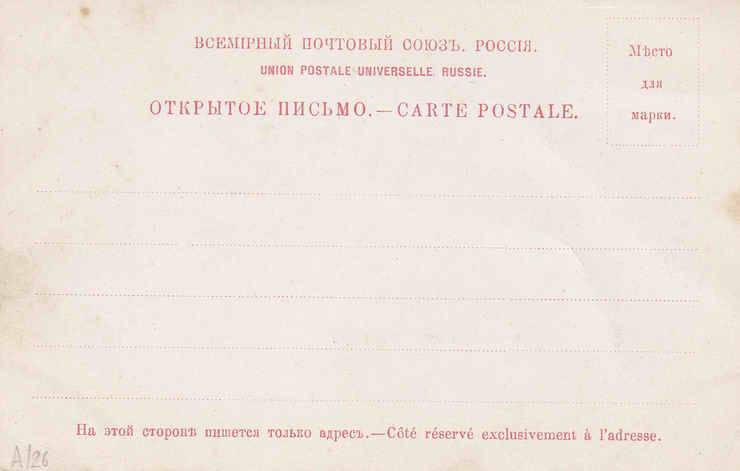 ВСЕМІРНЫЙ ПОЧТОВЫЙ СОЮЗЪ. РОССІЯ.
UNION POSTALE UNIVERSELLE. RUSSIE.
ОТКРЫТОЕ ПИСЬМО.—CARTE POSTALE.
Мѣсто
для
марки.
На этой сторонѣ пишется только адресъ.—Côté réservé exclusivement à l'adresse.
A/26